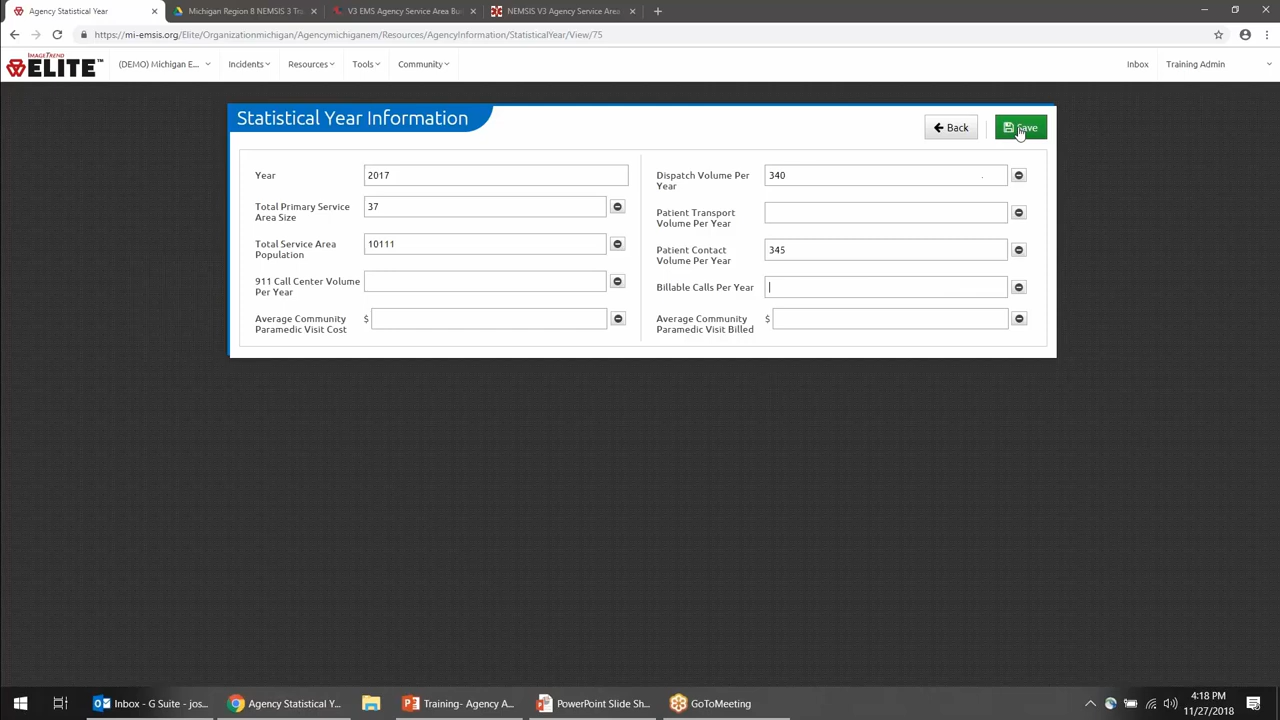 Agency Statistical Year
Michigan Region 8 NEMSIS 3 Tra
V3 EMS Agency Service Area Bui
NEMSIS V3 Agency Service Area
https://mi-emsis.org/Elite/Organizationmichigan/Agencymichiganem/Resources/AgencyInformation/StatisticalYear/View/75
IMAGETREND
ELITE™
(DEMO) Michigan E...
Incidents
Resources
Tools
Community
Inbox
Training Admin
Statistical Year Information
Back
Save
Year
2017
Total Primary Service
Area Size
37
Total Service Area
Population
10111
911 Call Center Volume
Per Year
Average Community
Paramedic Visit Cost
$
Dispatch Volume Per
Year
340
Patient Transport
Volume Per Year
Patient Contact
Volume Per Year
345
Billable Calls Per Year
Average Community
Paramedic Visit Billed
$
Inbox - G Suite - jos...
Agency Statistical Y...
Training- Agency A...
PowerPoint Slide Sh...
GoToMeeting
4:18 PM
11/27/2018